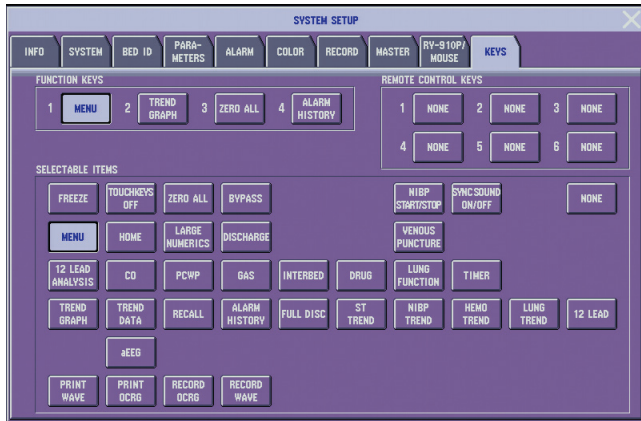 SYSTEM SETUP
INFO SYSTEM BED ID PARA- METERS ALARM COLOR RECORD MASTER RY-910P/ MOUSE KEYS
FUNCTION KEYS
1 MENU 2 TREND GRAPH 3 ZERO ALL 4 ALARM HISTORY
REMOTE CONTROL KEYS
1 NONE 2 NONE 3 NONE
4 NONE 5 NONE 6 NONE
SELECTABLE ITEMS
FREEZE TOUCHKEYS OFF ZERO ALL BYPASS NIBP START/STOP SYNC SOUND ON/OFF NONE
MENU HOME LARGE NUMERICS DISCHARGE VENOUS PUNCTURE
12 LEAD ANALYSIS CO PCWP GAS INTERBED DRUG LUNG FUNCTION TIMER
TREND GRAPH TREND DATA RECALL ALARM HISTORY FULL DISC ST TREND NIBP TREND HEMO TREND LUNG TREND 12 LEAD
aEEG
PRINT WAVE PRINT OCRG RECORD OCRG RECORD WAVE